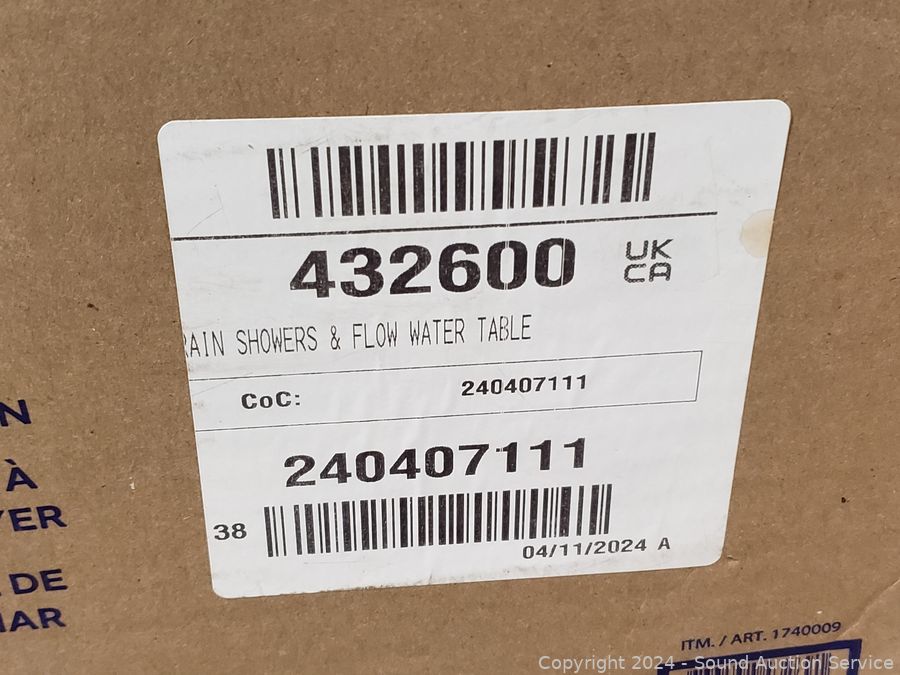 432600
UK
CA
RAIN SHOWERS & FLOW WATER TABLE
CoC: 240407111
240407111
38
04/11/2024 A
N
À
YER
DE
ITM. / ART. 1740009
Copyright © 2024 - Sound Auction Service